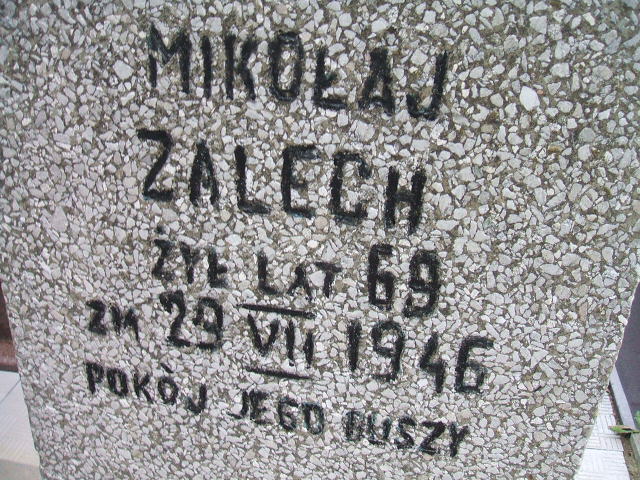 MIKOŁAJ
ZALECH
ŻYŁ LAT 69
ZM 29 VII 1946
POKÓJ JEGO DUSZY